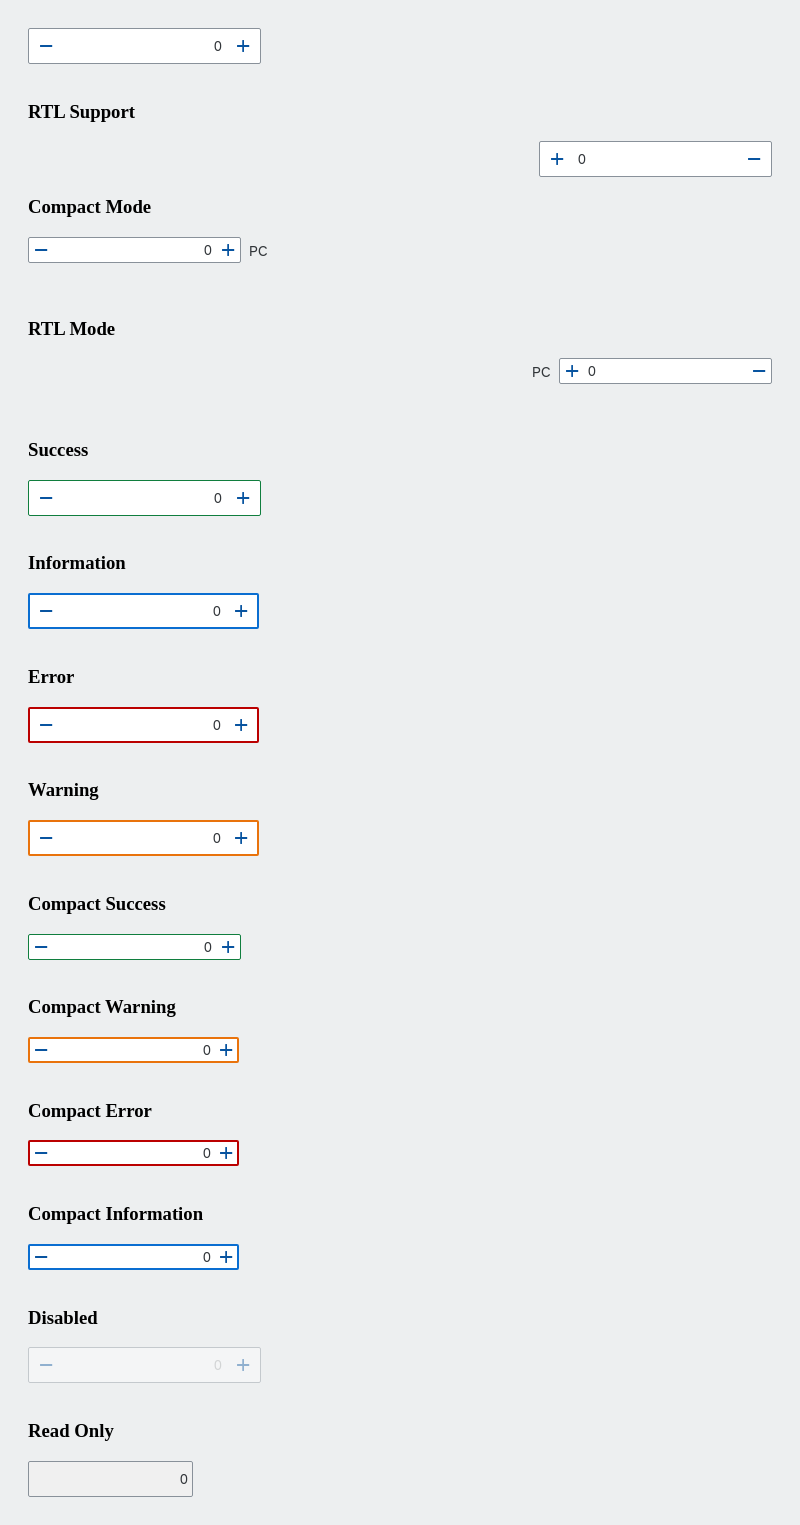 0
RTL Support
0
Compact Mode
0 PC
RTL Mode
PC 0
Success
0
Information
0
Error
0
Warning
0
Compact Success
0
Compact Warning
0
Compact Error
0
Compact Information
0
Disabled
0
Read Only
0